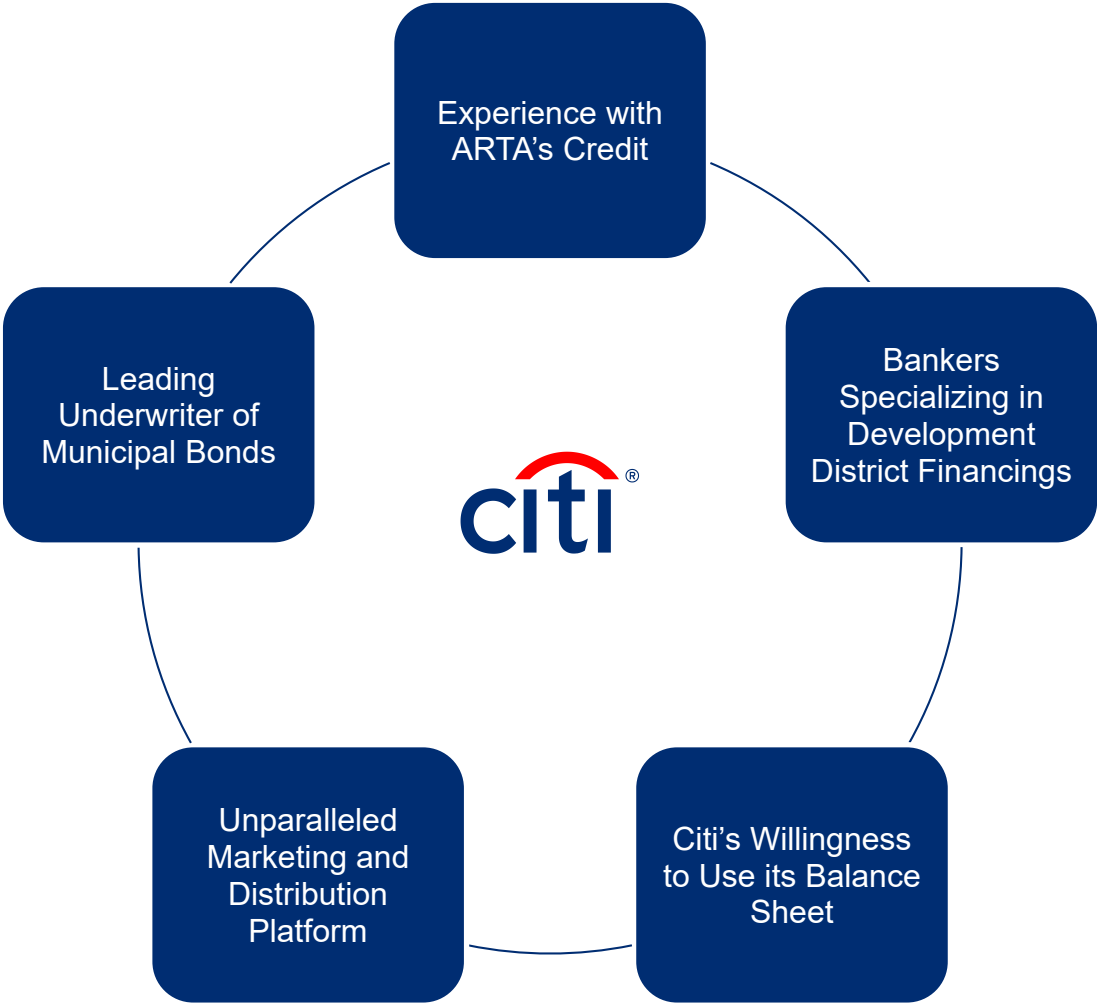 Experience with
ARTA's Credit
Bankers
Specializing in
Development
District Financings
Citi's Willingness
to Use its Balance
Sheet
Unparalleled
Marketing and
Distribution
Platform
Leading
Underwriter of
Municipal Bonds
citi®